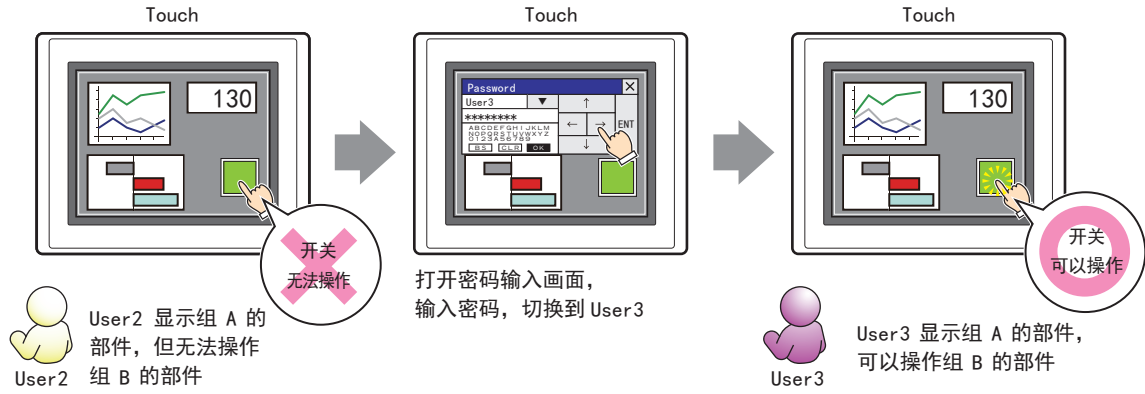 Touch
130
开关
无法操作
User2
User2 显示组 A 的
部件，但无法操作
组 B 的部件
Touch
Password
User3
▼
↑
********
←
→
ENT
ABCDEFGHIJKLM
NOPQRSTUVWXYZ
0123A56789
BS CLR OK
↓
打开密码输入画面，
输入密码，切换到 User3
Touch
130
开关
可以操作
User3
User3 显示组 A 的部件，
可以操作组 B 的部件